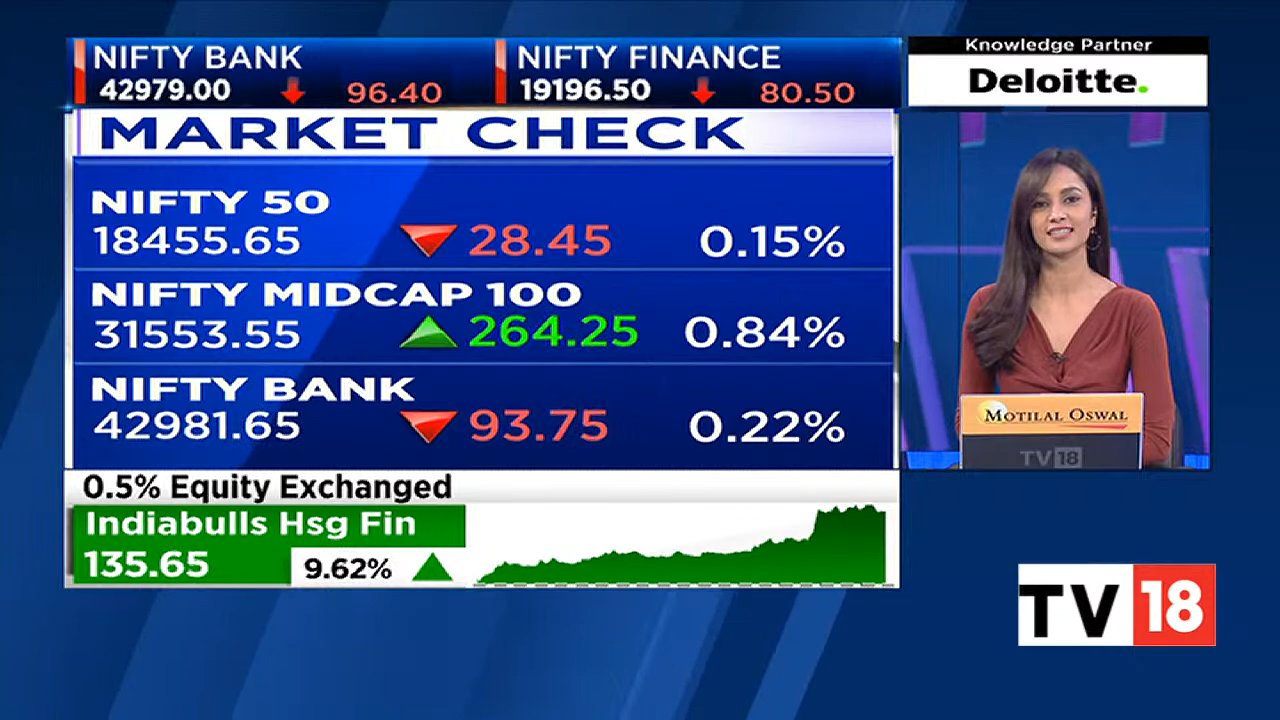 NIFTY BANK
42979.00 96.40
NIFTY FINANCE
19196.50 80.50
Knowledge Partner
Deloitte.
MARKET CHECK
NIFTY 50
18455.65 28.45 0.15%
NIFTY MIDCAP 100
31553.55 264.25 0.84%
NIFTY BANK
42981.65 93.75 0.22%
MOTILAL OSWAL
TV18
0.5% Equity Exchanged
Indiabulls Hsg Fin
135.65 9.62%
TV18